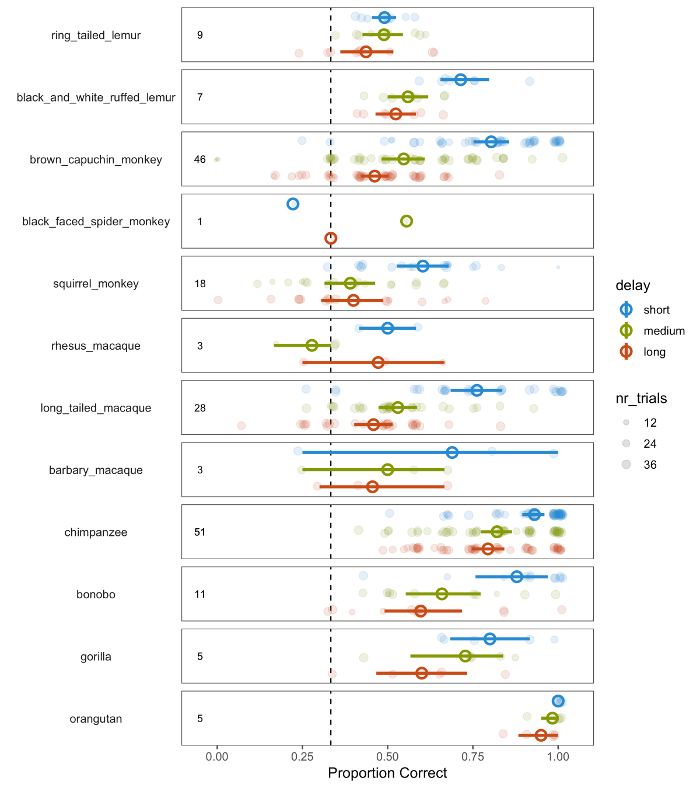 ring_tailed_lemur 9
black_and_white_ruffed_lemur 7
brown_capuchin_monkey 46
black_faced_spider_monkey 1
squirrel_monkey 18
rhesus_macaque 3
long_tailed_macaque 28
barbary_macaque 3
chimpanzee 51
bonobo 11
gorilla 5
orangutan 5
0.00 0.25 0.50 0.75 1.00
Proportion Correct
delay
short
medium
long
nr_trials
12
24
36